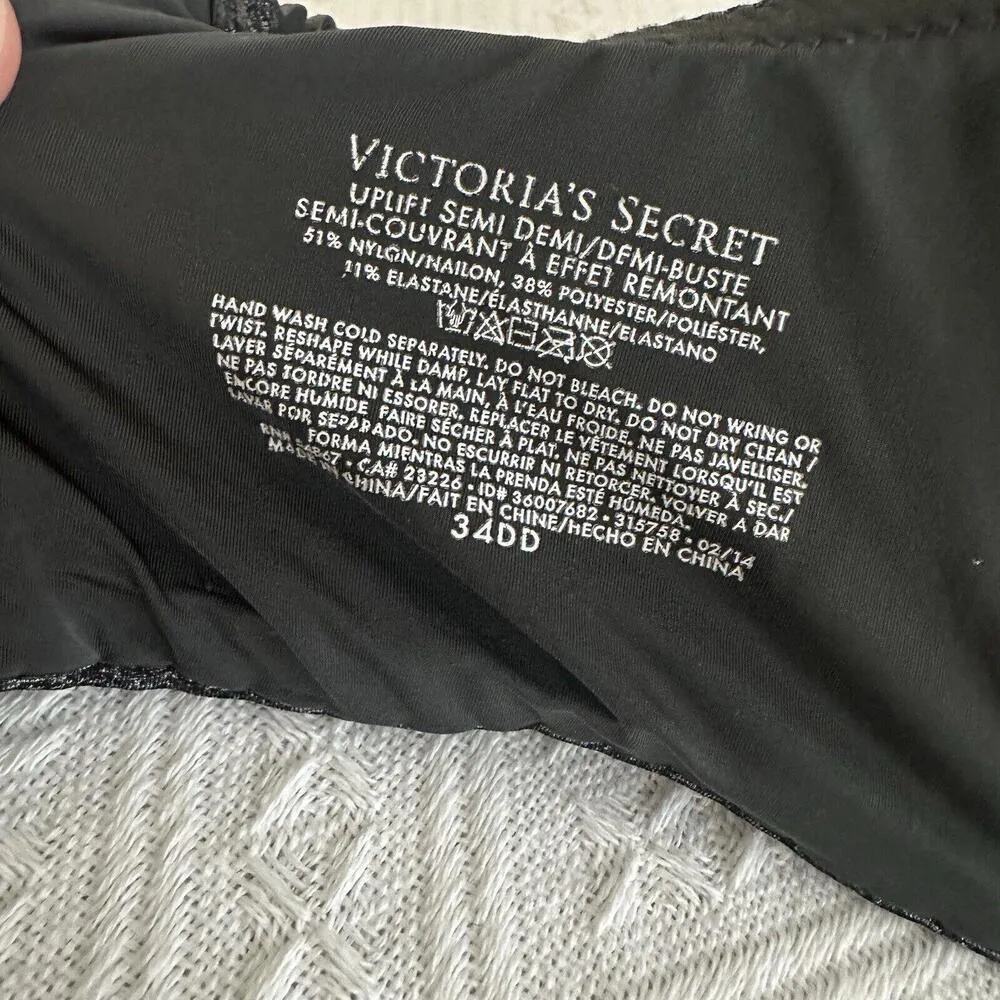 VICTORIA'S SECRET
UPLIFT SEMI DEMI/DEMI-BUSTE
SEMI-COUVRANT À EFFET REMONTANT
51% NYLON/NAILON, 38% POLYESTER/POLIÉSTER,
11% ELASTANE/ÉLASTHANNE/ELASTANO
HAND WASH COLD SEPARATELY. DO NOT BLEACH. DO NOT WRING OR
TWIST. RESHAPE WHILE DAMP. LAY FLAT TO DRY. DO NOT DRY CLEAN /
LAVER SÉPARÉMENT À LA MAIN, À L'EAU FROIDE. NE PAS JAVELLISER.
NE PAS TORDRE NI ESSORER. REPLACER LE VÊTEMENT LORSQU'IL EST
ENCORE HUMIDE FAIRE SÉCHER À PLAT. NE PAS NETTOYER À SEC./
LAVAR POR SEPARADO. NO ESCURRIR NI RETORCER. VOLVER A DAR
FORMA MIENTRAS LA PRENDA ESTÉ HÚMEDA.
CA# 23226 • ID# 36007682 • 315758 • 02/14
MADE IN CHINA/FAIT EN CHINE/HECHO EN CHINA
34DD